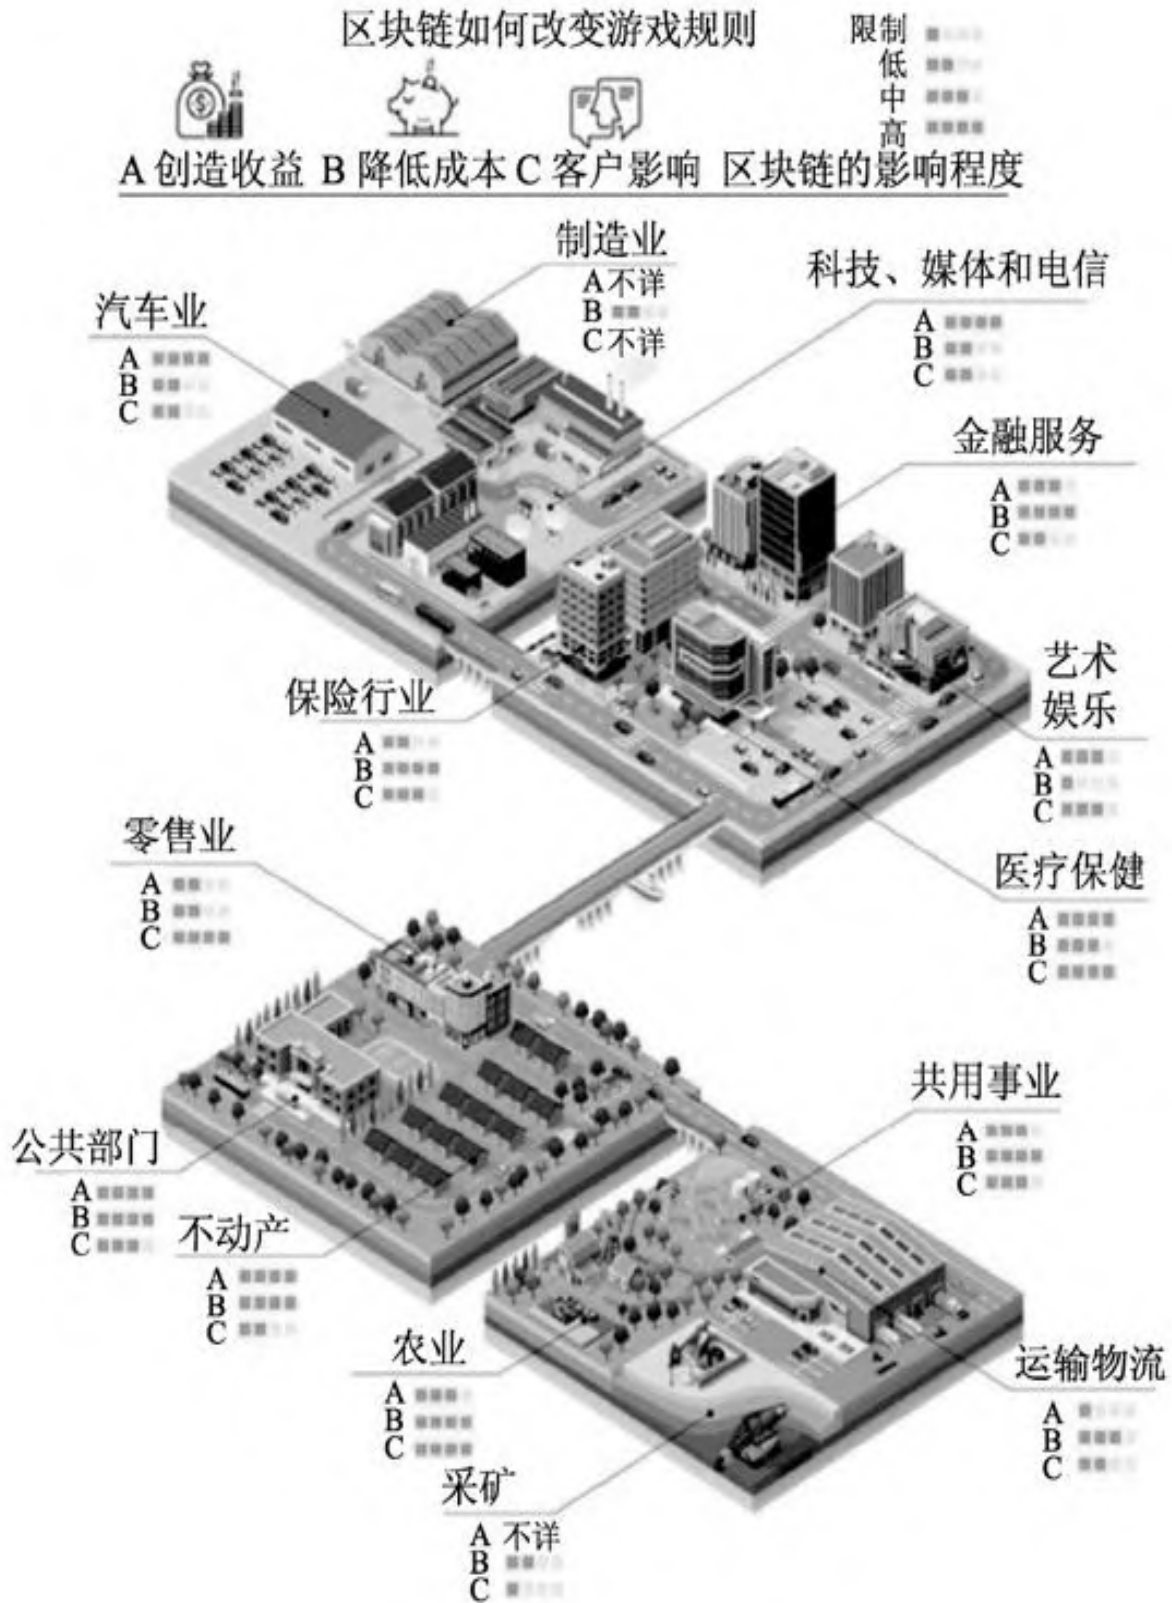 区块链如何改变游戏规则
限制
低
中
高
A 创造收益 B 降低成本 C 客户影响 区块链的影响程度
制造业
A 不详
B
C 不详
科技、媒体和电信
A
B
C
汽车业
A
B
C
金融服务
A
B
C
艺术
娱乐
A
B
C
保险行业
A
B
C
零售业
A
B
C
医疗保健
A
B
C
共用事业
A
B
C
公共部门
A
B
C
不动产
A
B
C
农业
A
B
C
运输物流
A
B
C
采矿
A 不详
B
C